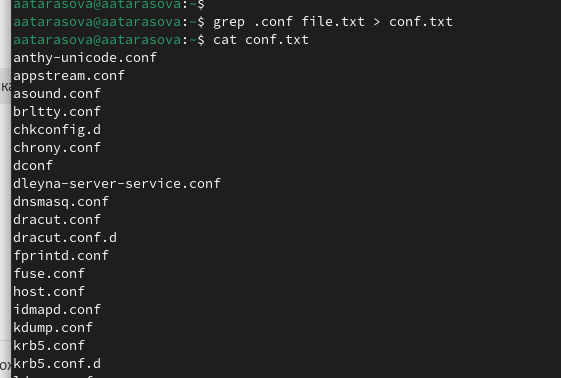 aatarasova@aatarasova:~$
aatarasova@aatarasova:~$ grep .conf file.txt > conf.txt
aatarasova@aatarasova:~$ cat conf.txt
anthy-unicode.conf
appstream.conf
asound.conf
brltty.conf
chkconfig.d
chrony.conf
dconf
dleyna-server-service.conf
dnsmasq.conf
dracut.conf
dracut.conf.d
fprintd.conf
fuse.conf
host.conf
idmapd.conf
kdump.conf
krb5.conf
krb5.conf.d